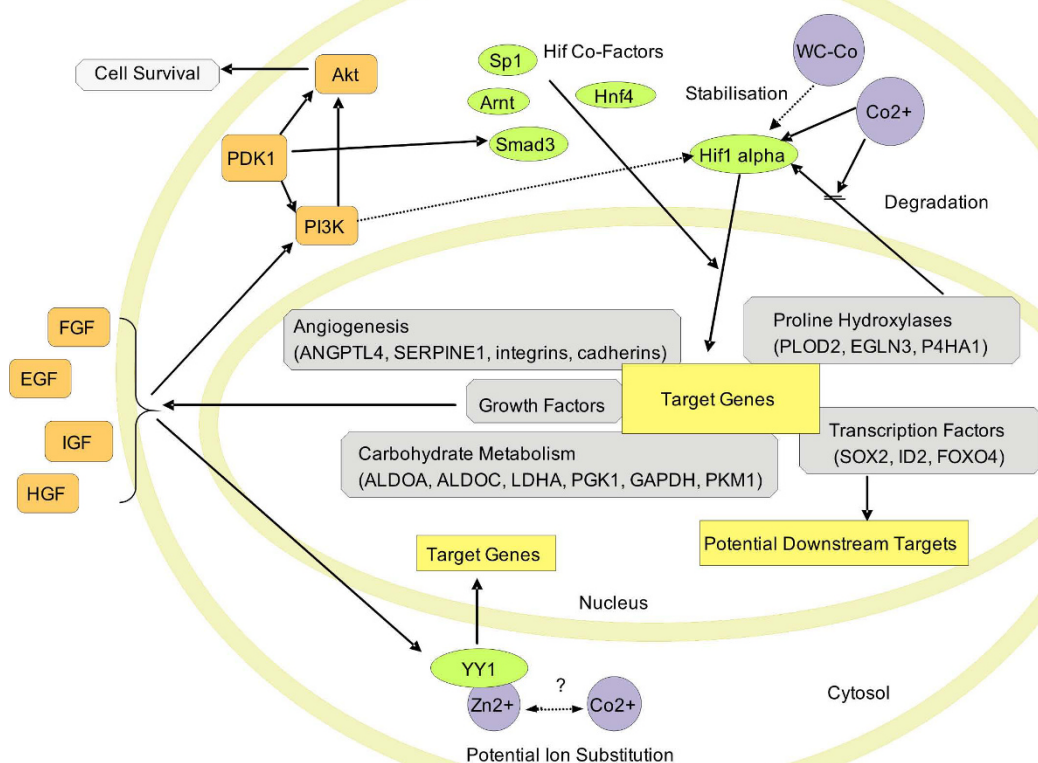 Sp1
Hif Co-Factors
WC-Co
Cell Survival
Akt
Arnt
Hnf4
Stabilisation
Co2+
Smad3
PDK1
Hif1 alpha
Degradation
PI3K
FGF
Angiogenesis
(ANGPTL4, SERPINE1, integrins, cadherins)
Proline Hydroxylases
(PLOD2, EGLN3, P4HA1)
EGF
Growth Factors
Target Genes
IGF
Carbohydrate Metabolism
(ALDOA, ALDOC, LDHA, PGK1, GAPDH, PKM1)
Transcription Factors
(SOX2, ID2, FOXO4)
HGF
Target Genes
Potential Downstream Targets
Nucleus
YY1
?
Zn2+
Co2+
Cytosol
Potential Ion Substitution